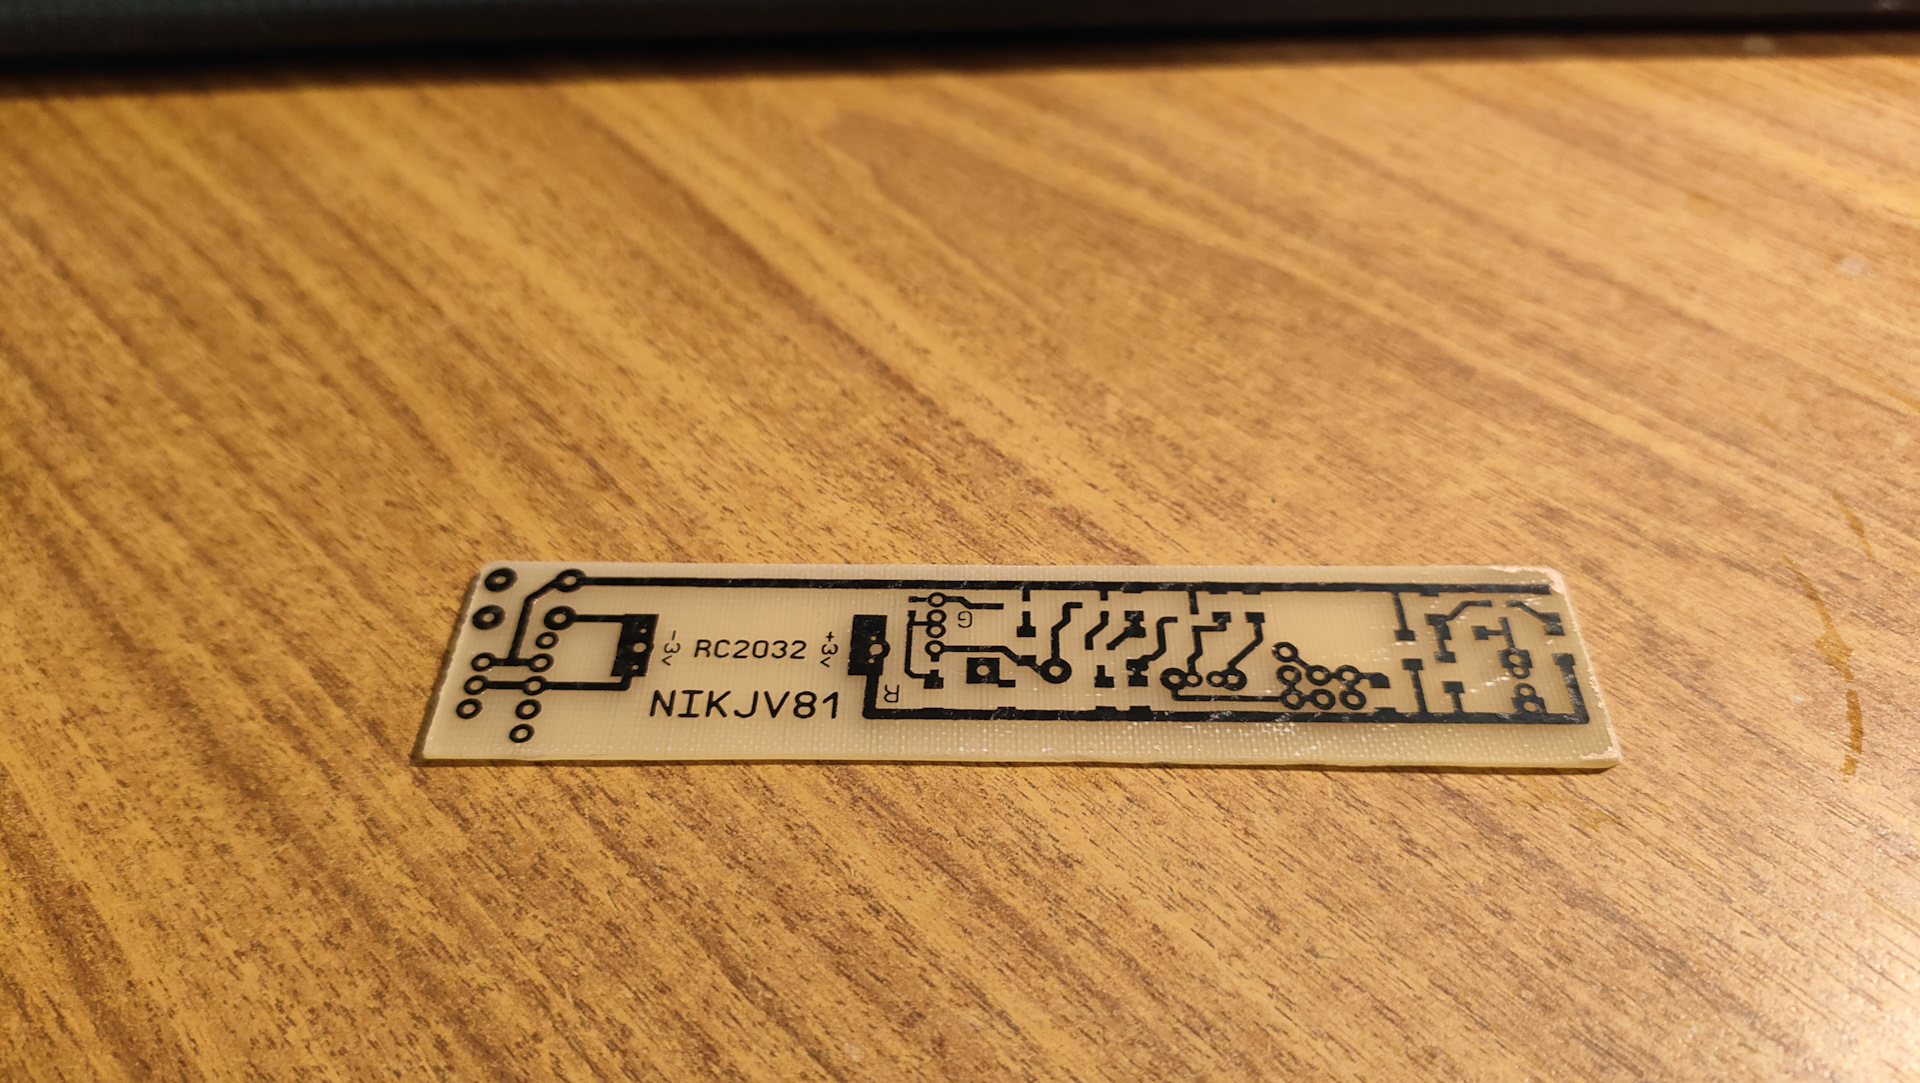 -3v RC2032 +3v
NIKJV81
G
R